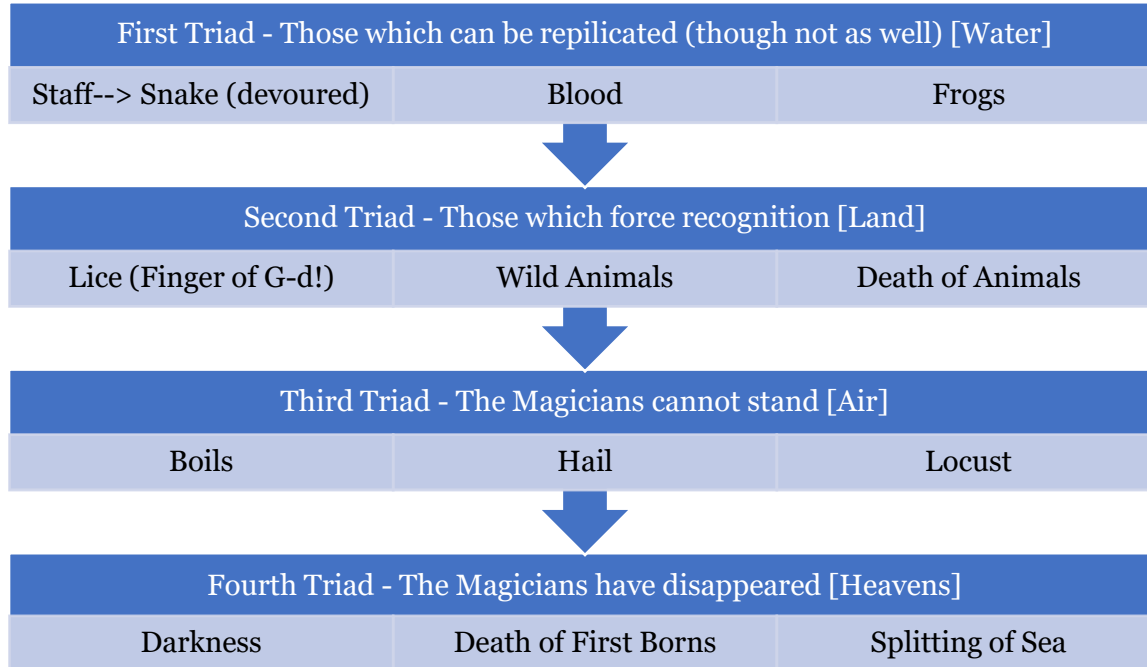 First Triad - Those which can be repilicated (though not as well) [Water]
Staff--> Snake (devoured)
Blood
Frogs
Second Triad - Those which force recognition [Land]
Lice (Finger of G-d!)
Wild Animals
Death of Animals
Third Triad - The Magicians cannot stand [Air]
Boils
Hail
Locust
Fourth Triad - The Magicians have disappeared [Heavens]
Darkness
Death of First Borns
Splitting of Sea